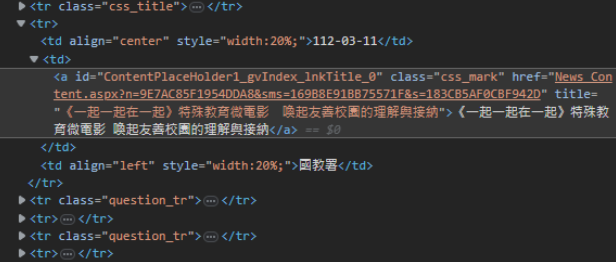 <tr class="css_title">⋯</tr>
<tr>
<td align="center" style="width:20%;">112-03-11</td>
<td>
<a id="ContentPlaceHolder1_gvIndex_lnkTitle_0" class="css_mark" href="News_Con
tent.aspx?n=9E7AC85F1954DDA8&sms=169B8E91BB75571F&s=183CB5AF0CBF942D" title=
"《一起一起在一起》特殊教育微電影　喚起友善校園的理解與接納">《一起一起在一起》特殊教
育微電影 喚起友善校園的理解與接納</a> == $0
</td>
<td align="left" style="width:20%;">國教署</td>
</tr>
<tr class="question_tr">⋯</tr>
<tr>⋯</tr>
<tr class="question_tr">⋯</tr>
<tr>⋯</tr>